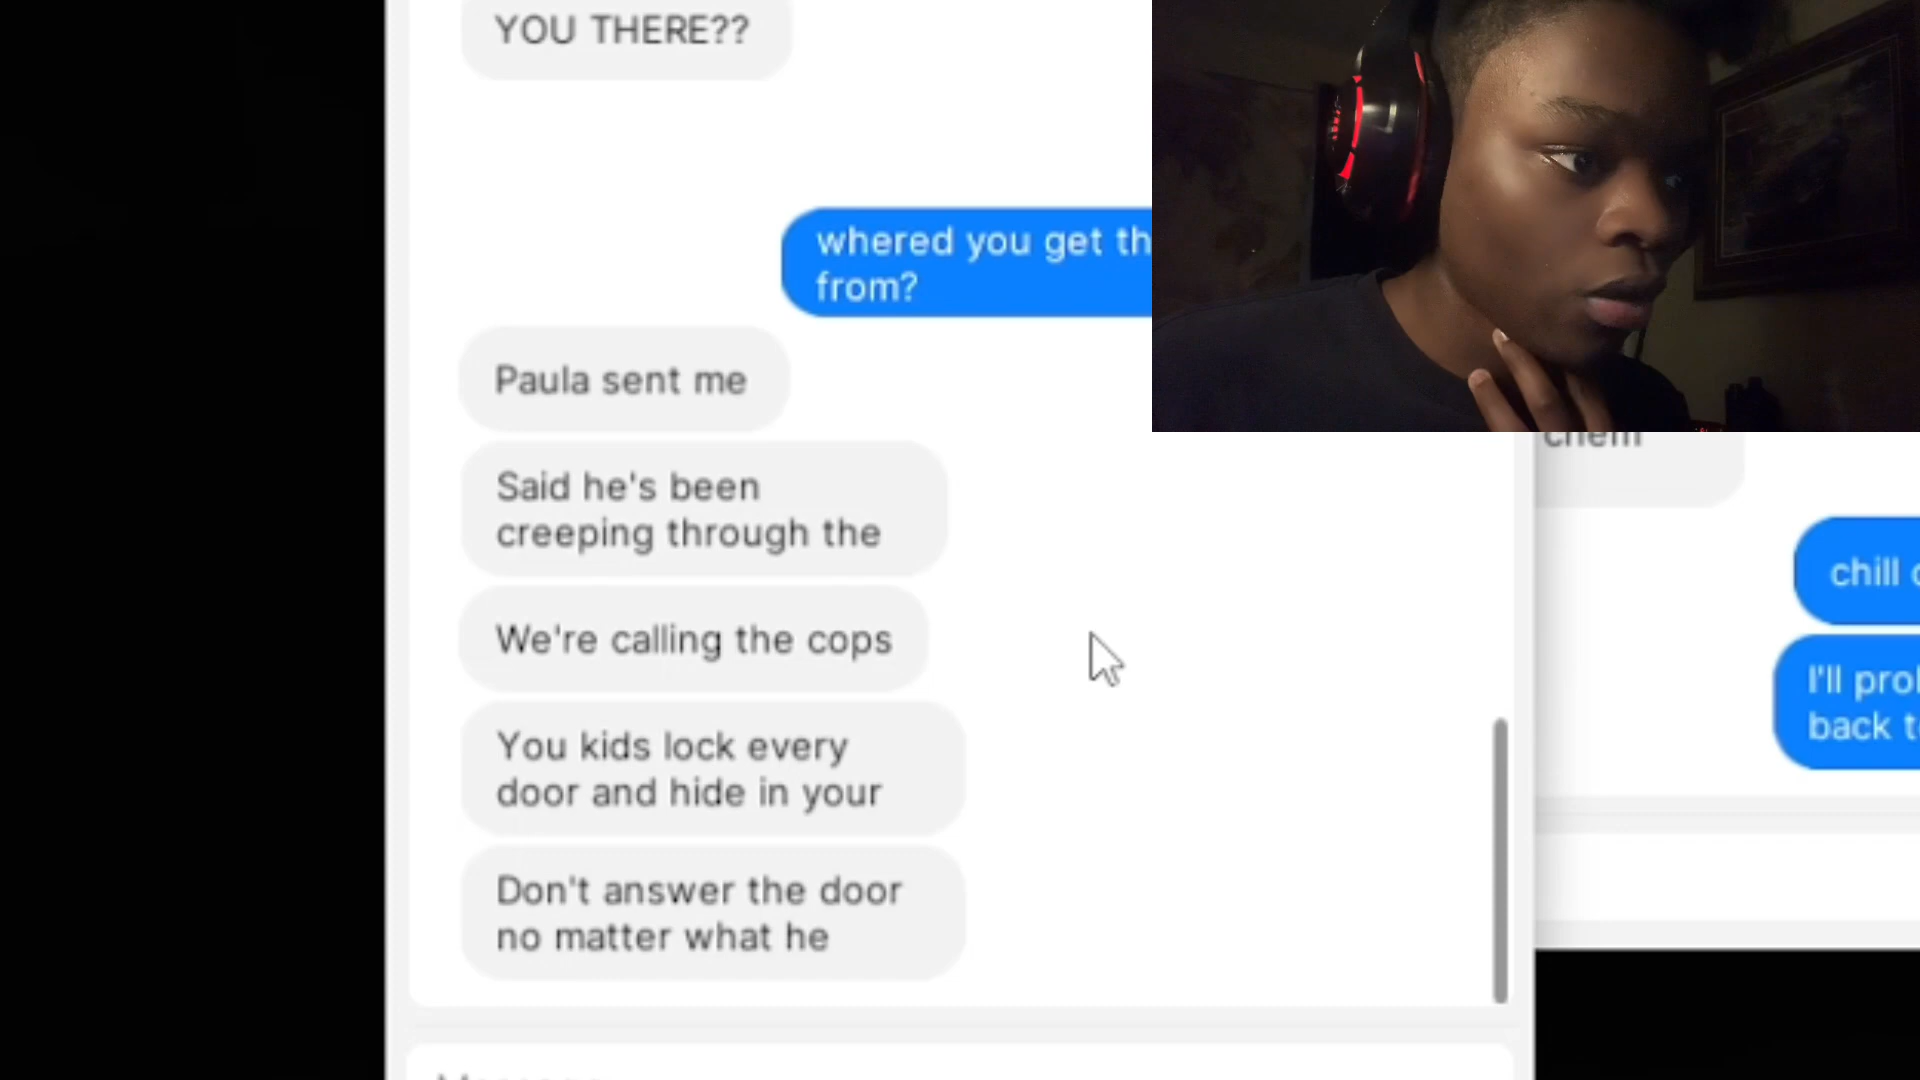 YOU THERE??
whered you get th
from?
Paula sent me
Said he's been
creeping through the
We're calling the cops
You kids lock every
door and hide in your
Don't answer the door
no matter what he
chem
chill
I'll pro
back t